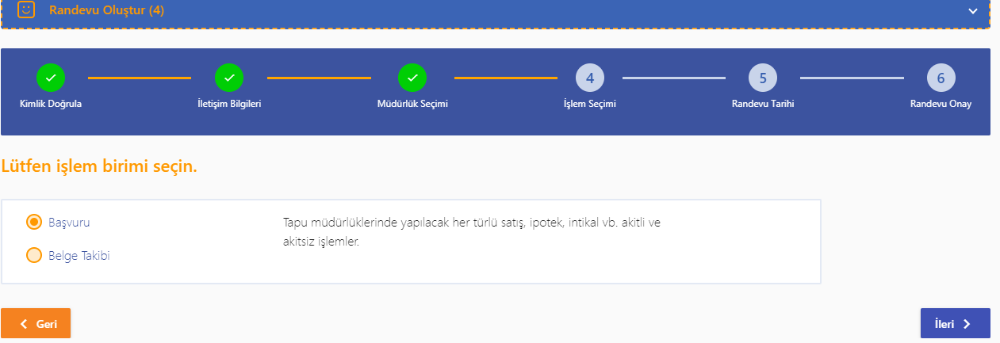 Randevu Oluştur (4)
4
5
6
Kimlik Doğrula
İletişim Bilgileri
Müdürlük Seçimi
İşlem Seçimi
Randevu Tarihi
Randevu Onay
Lütfen işlem birimi seçin.
Başvuru
Tapu müdürlüklerinde yapılacak her türlü satış, ipotek, intikal vb. akitli ve
akitsiz işlemler.
Belge Takibi
Geri
İleri